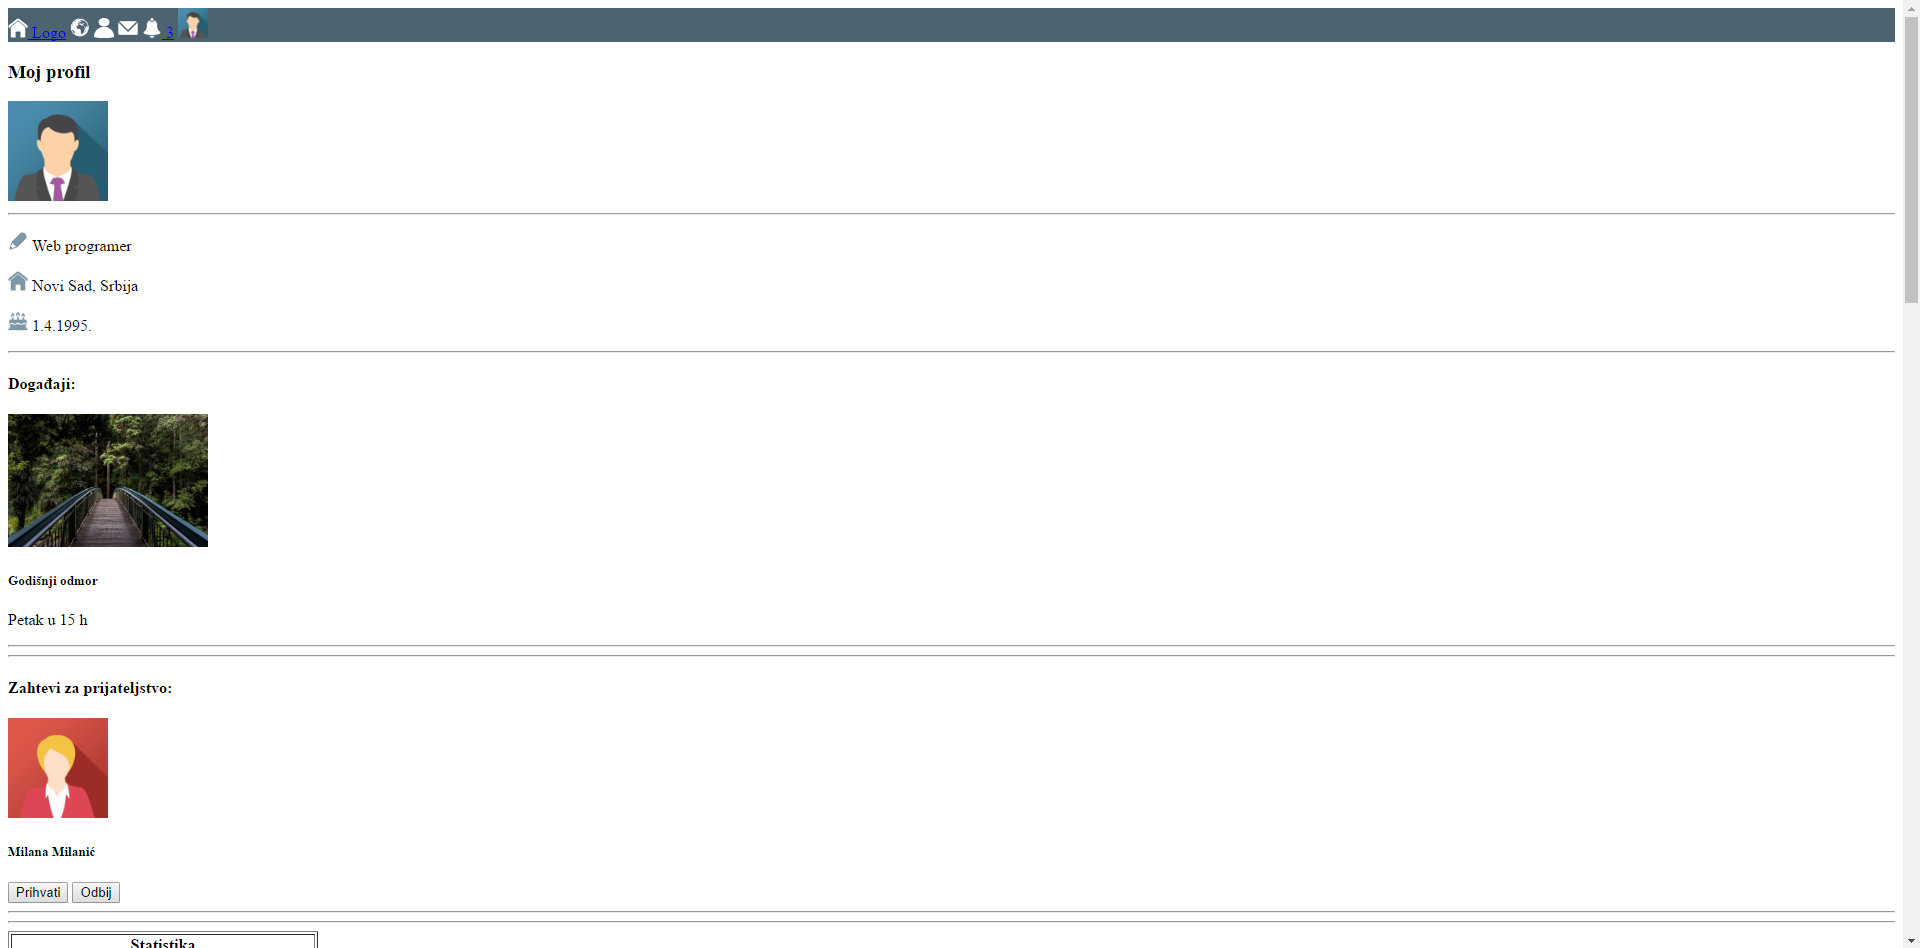 Logo 3
Moj profil
Web programer
Novi Sad, Srbija
1.4.1995.
Događaji:
Godišnji odmor
Petak u 15 h
Zahtevi za prijateljstvo:
Milana Milanić
Prihvati Odbij
Statistika